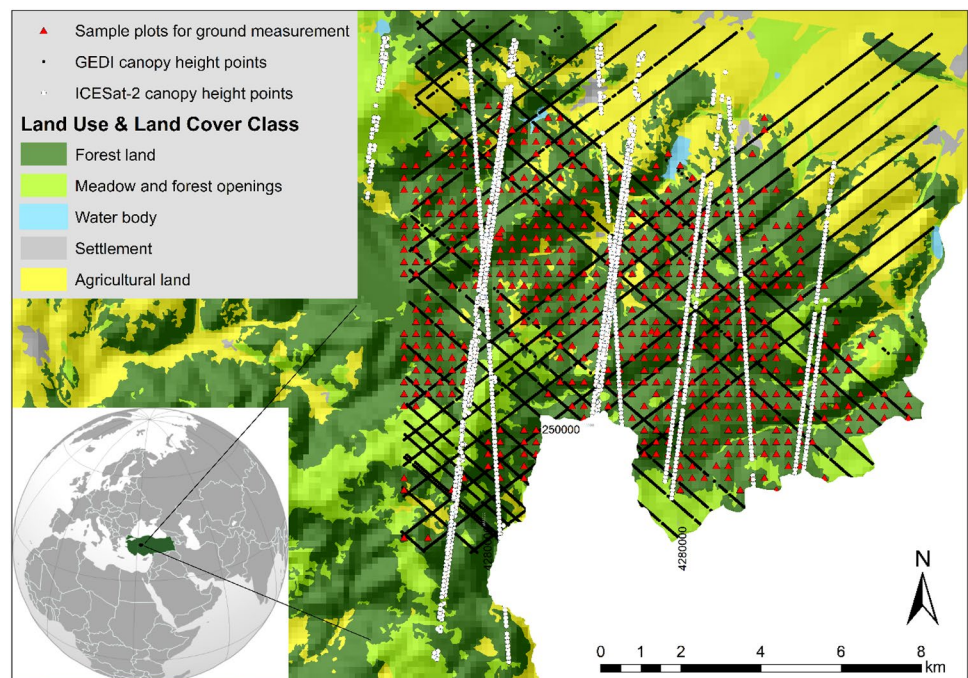 Sample plots for ground measurement
GEDI canopy height points
ICESat-2 canopy height points
Land Use & Land Cover Class
Forest land
Meadow and forest openings
Water body
Settlement
Agricultural land
250000
4280000
N
0 1 2 4 6 8
km